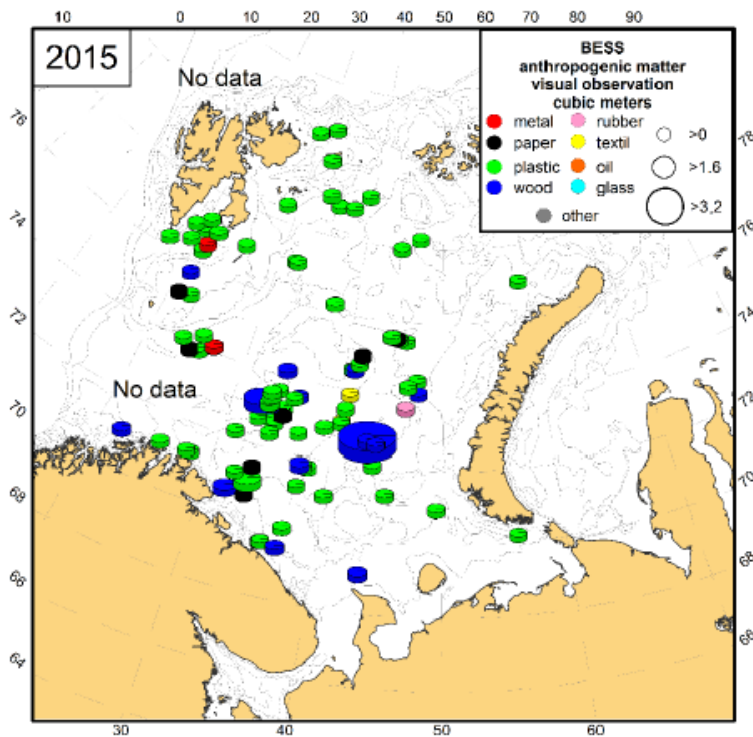 10 0 10 20 30 40 50 60 70 80 90
2015
No data
BESS
anthropogenic matter
visual observation
cubic meters
metal rubber
paper textil
plastic oil
wood glass
other
>0
>1.6
>3.2
76
74
72
70
68
66
64
78
76
74
72
70
68
No data
30 40 50 60